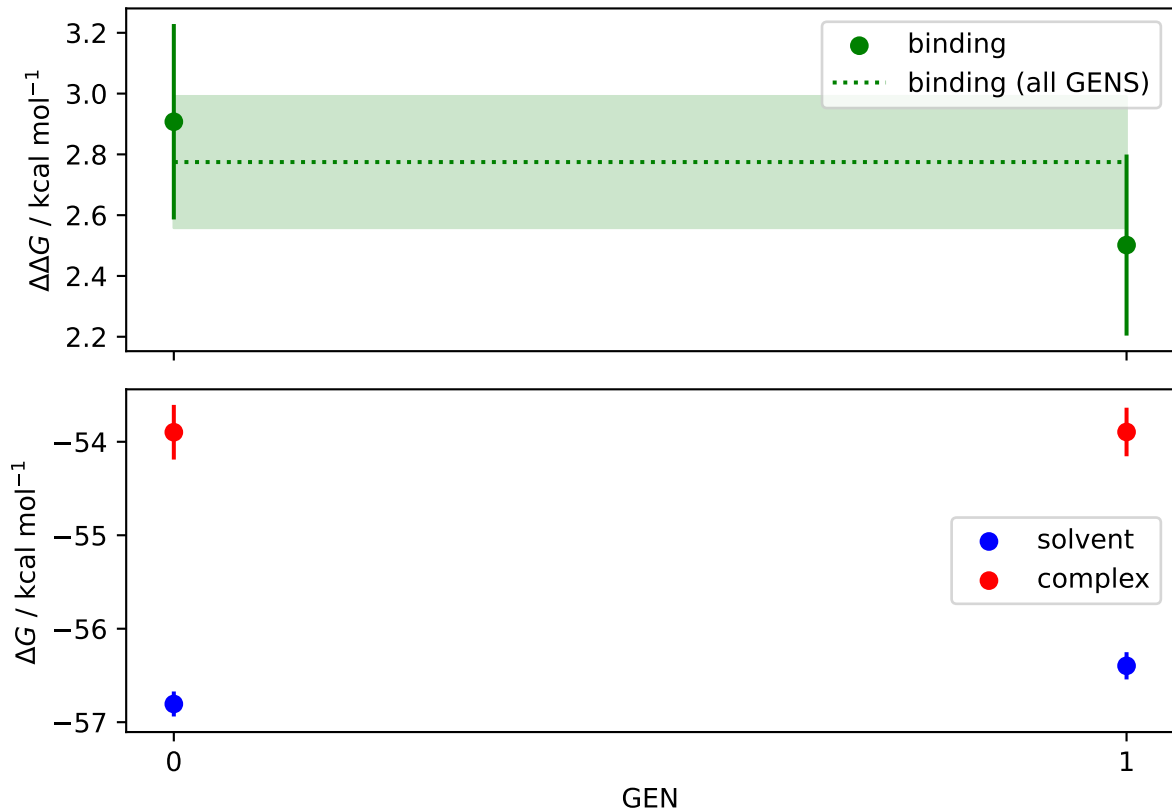 3.2
3.0
2.8
2.6
2.4
2.2
ΔΔG / kcal mol⁻¹
binding
binding (all GENS)
−54
−55
−56
−57
ΔG / kcal mol⁻¹
solvent
complex
0
1
GEN